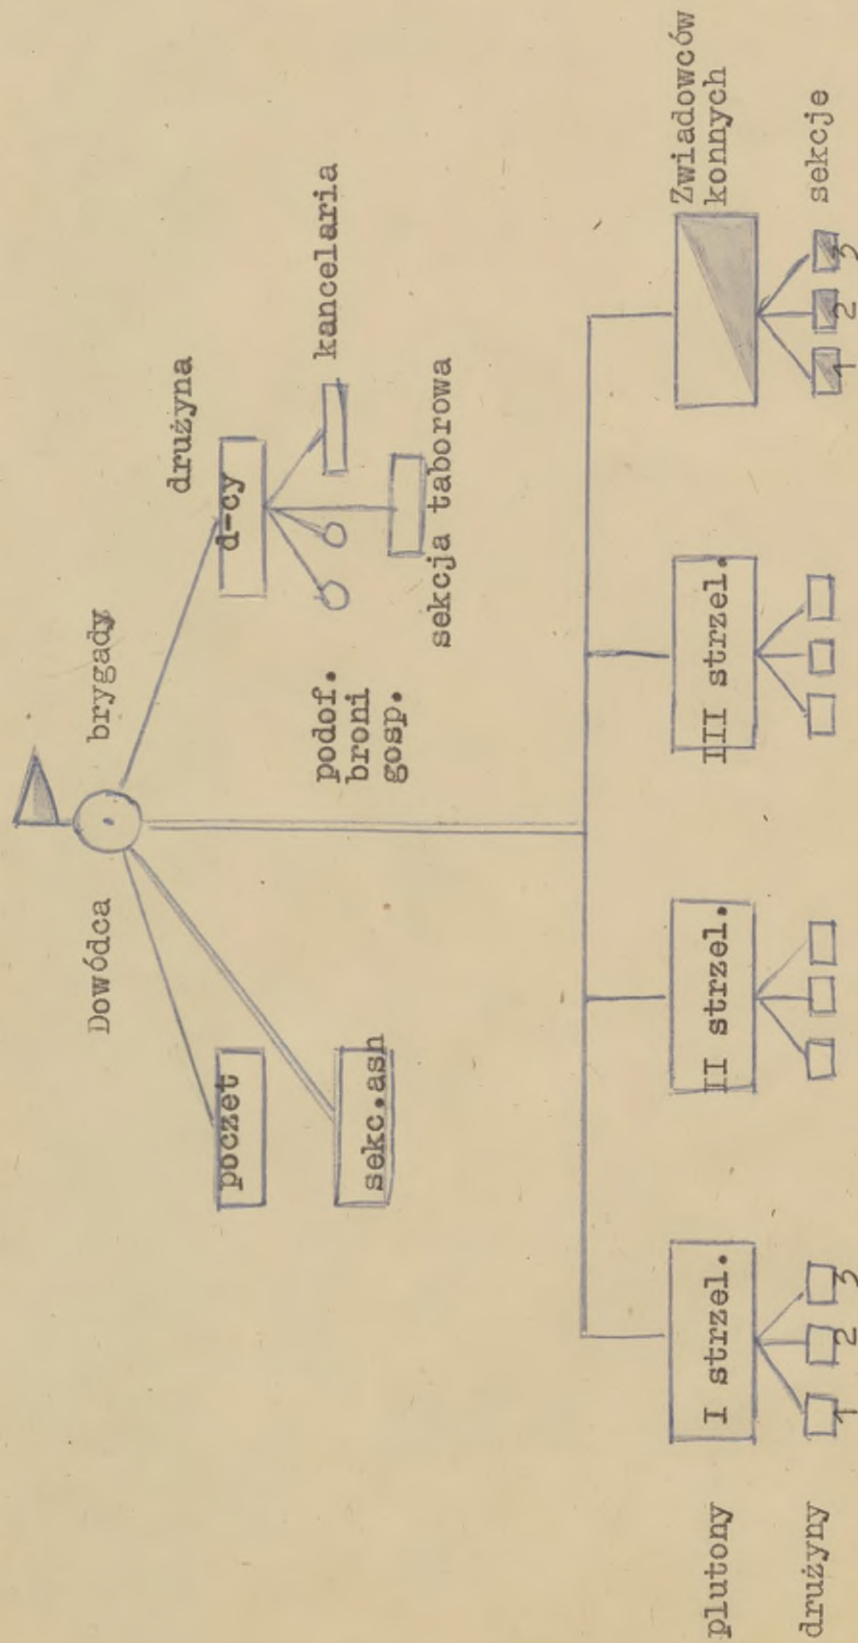 Dowódca brygady
poczet
sekc.ash
drużyna
d-cy
kancelaria
podof.
broni
gosp.
sekcja taborowa
plutony
I strzel.
II strzel.
III strzel.
Zwiadowców
konnych
drużyny
1 2 3
1 2 3
sekcje